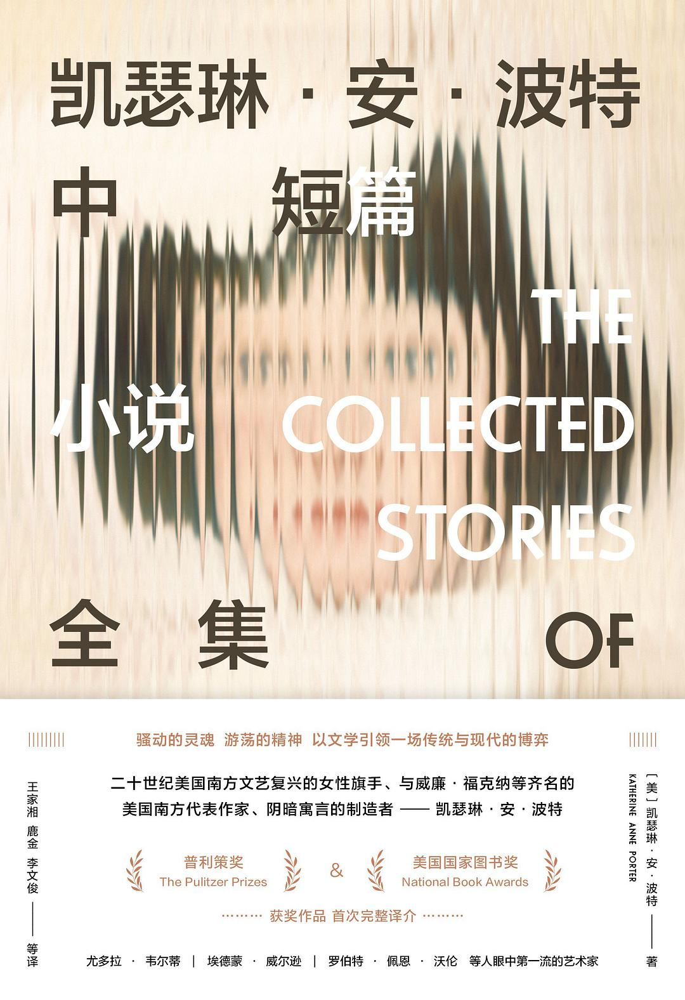 凯瑟琳·安·波特
中 短篇
THE
小说 COLLECTED
STORIES
全 集 OF
骚动的灵魂 游荡的精神 以文学引领一场传统与现代的博弈
二十世纪美国南方文艺复兴的女性旗手、与威廉·福克纳等齐名的
美国南方代表作家、阴暗寓言的制造者 —— 凯瑟琳·安·波特
普利策奖 & 美国国家图书奖
The Pulitzer Prizes National Book Awards
……… 获奖作品 首次完整译介 ………
尤多拉 · 韦尔蒂 | 埃德蒙 · 威尔逊 | 罗伯特 · 佩恩 · 沃伦 等人眼中第一流的艺术家
[美] 凯瑟琳·安·波特 —— 著
KATHERINE ANNE PORTER
王家湘 鹿金 李文俊 —— 等译